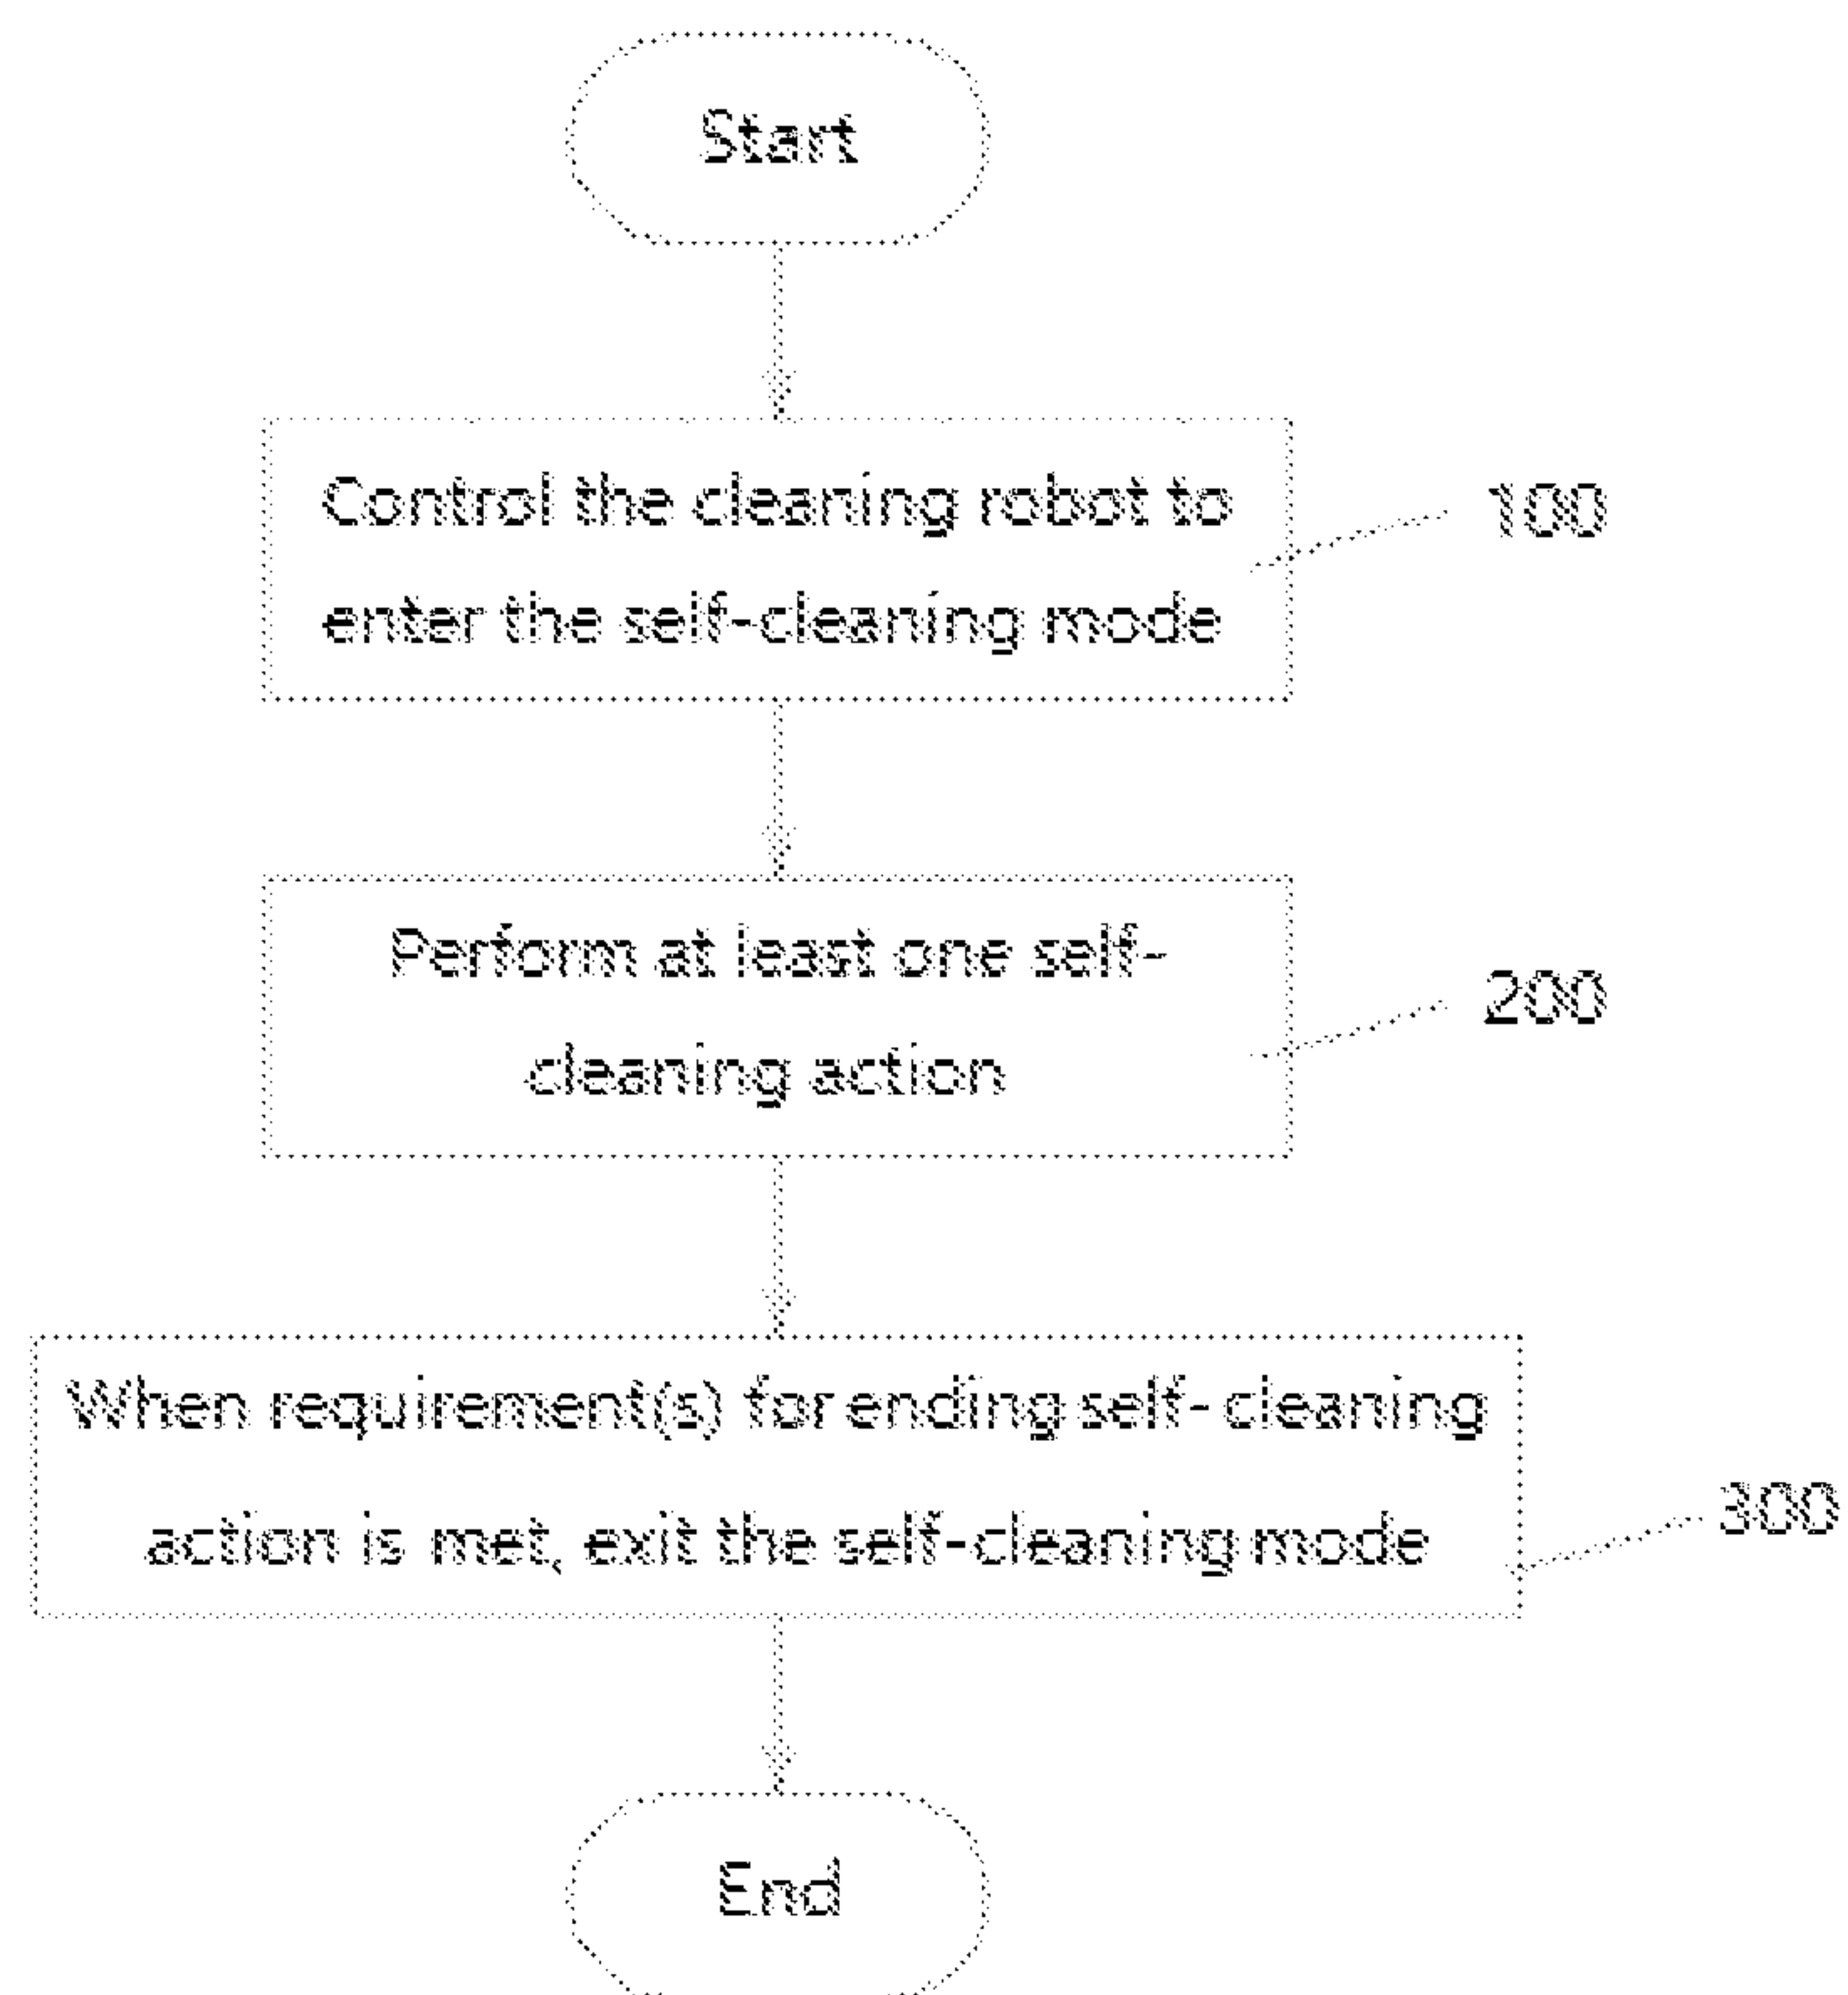 Start
Control the cleaning robot to
enter the self-cleaning mode
100
Perform at least one self-
cleaning action
200
When requirement(s) for ending self-cleaning
action is met, exit the self-cleaning mode
300
End